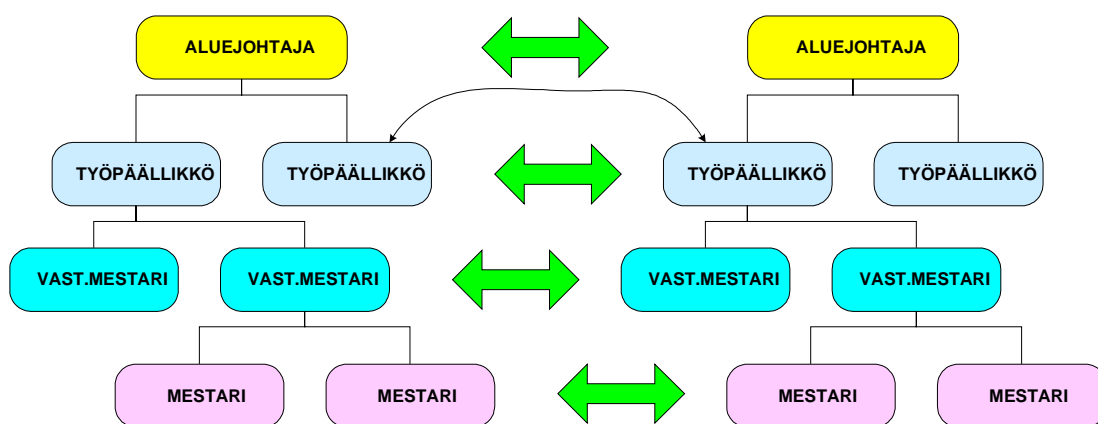 ALUEJOHTAJA ALUEJOHTAJA
TYÖPÄÄLLIKKÖ TYÖPÄÄLLIKKÖ TYÖPÄÄLLIKKÖ TYÖPÄÄLLIKKÖ
VAST.MESTARI VAST.MESTARI VAST.MESTARI VAST.MESTARI
MESTARI MESTARI MESTARI MESTARI